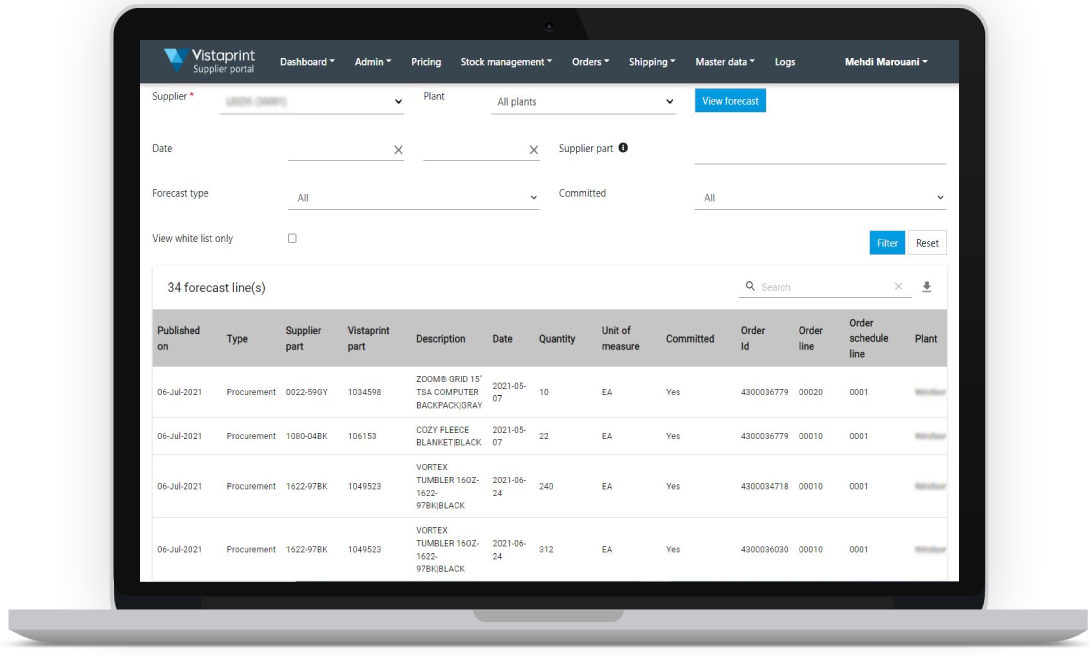 Vistaprint
Supplier portal
Dashboard Admin Pricing Stock management Orders Shipping Master data Logs Mehdi Marouani
Supplier * Plant All plants View forecast
Date Supplier part
Forecast type All Committed All
View white list only Filter Reset
34 forecast line(s) Search
Published on Type Supplier part Vistaprint part Description Date Quantity Unit of measure Committed Order Id Order line Order schedule line Plant
06-Jul-2021 Procurement 0022-59GY 1034598 ZOOM® GRID 15" TSA COMPUTER BACKPACK|GRAY 2021-05-07 10 EA Yes 4300036779 00020 0001
06-Jul-2021 Procurement 1080-04BK 106153 COZY FLEECE BLANKET|BLACK 2021-05-07 22 EA Yes 4300036779 00010 0001
06-Jul-2021 Procurement 1622-97BK 1049523 VORTEX TUMBLER 16OZ-1622-97BK|BLACK 2021-06-24 240 EA Yes 4300034718 00010 0001
06-Jul-2021 Procurement 1622-97BK 1049523 VORTEX TUMBLER 16OZ-1622-97BK|BLACK 2021-06-24 312 EA Yes 4300036030 00010 0001